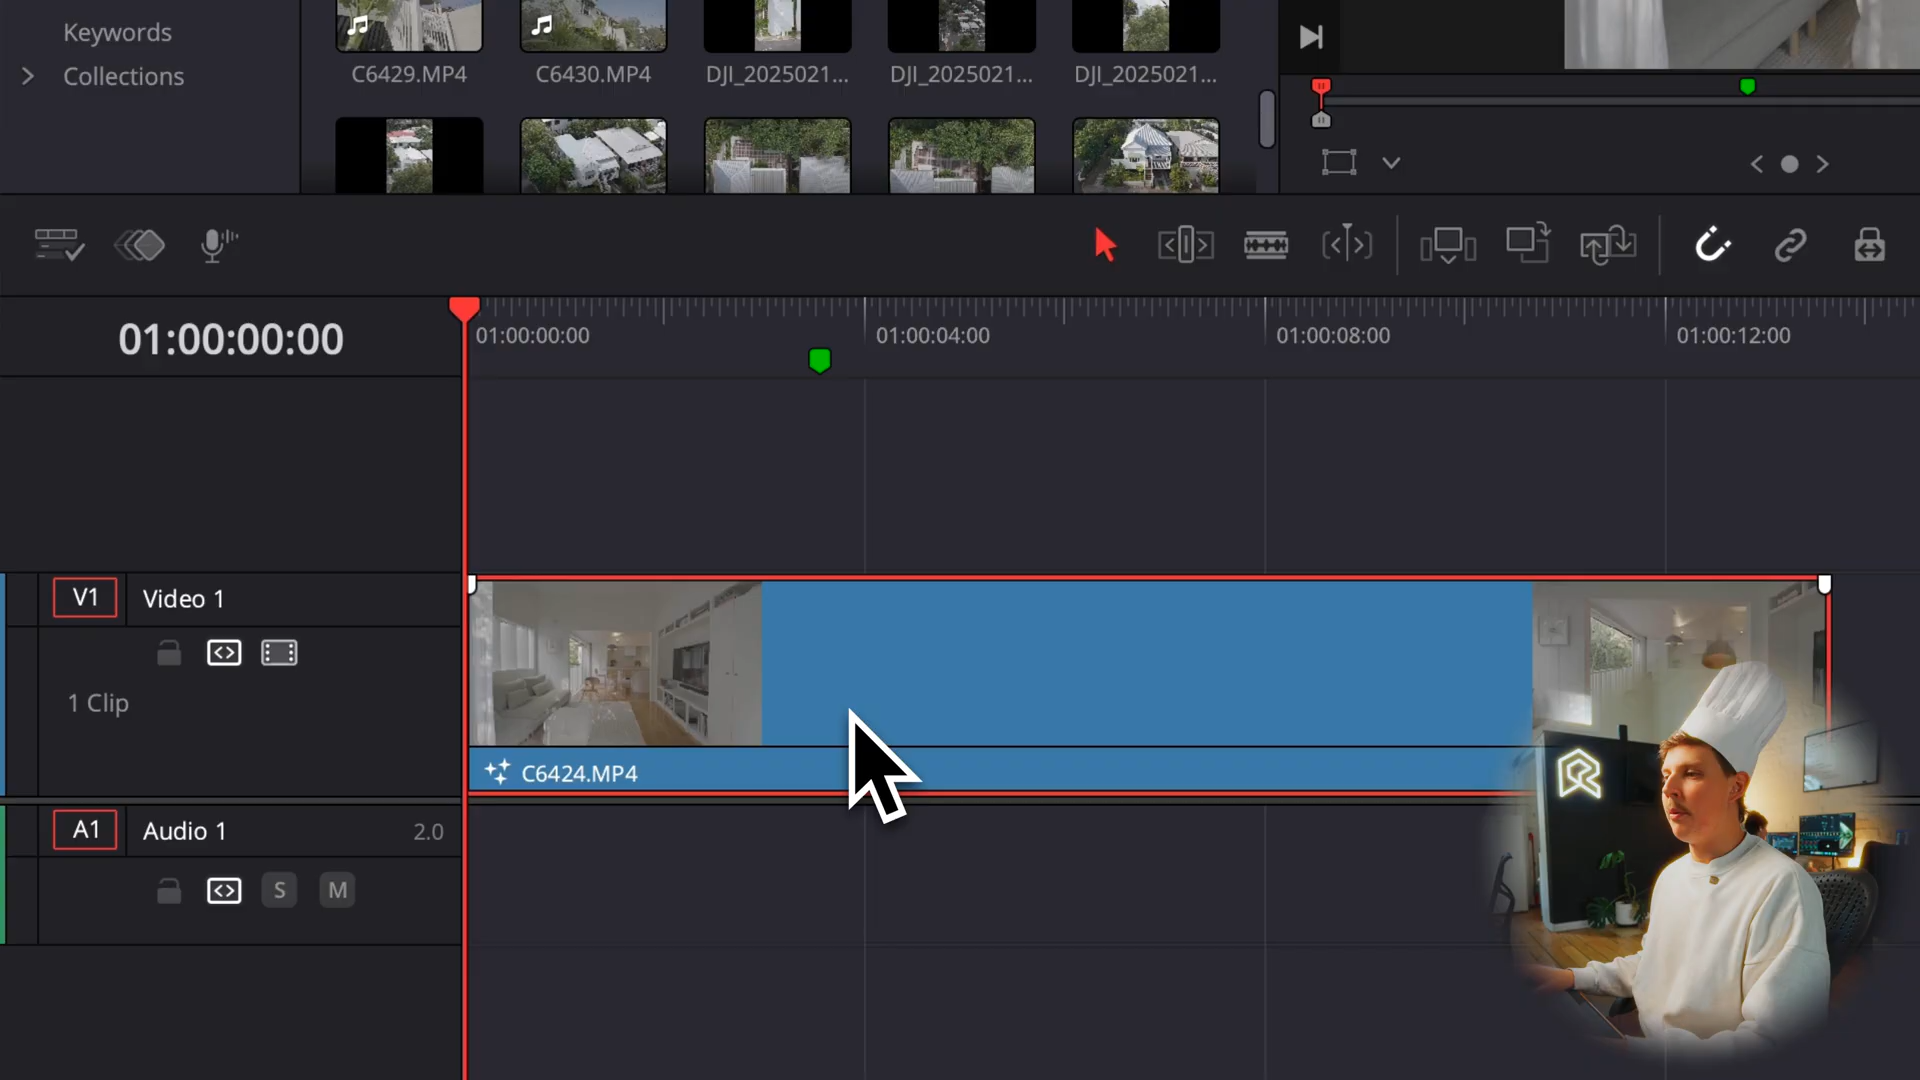 Keywords
Collections
C6429.MP4
C6430.MP4
DJI_2025021...
DJI_2025021...
DJI_2025021...
01:00:00:00
01:00:00:00
01:00:04:00
01:00:08:00
01:00:12:00
V1
Video 1
1 Clip
C6424.MP4
A1
Audio 1
2.0
S
M